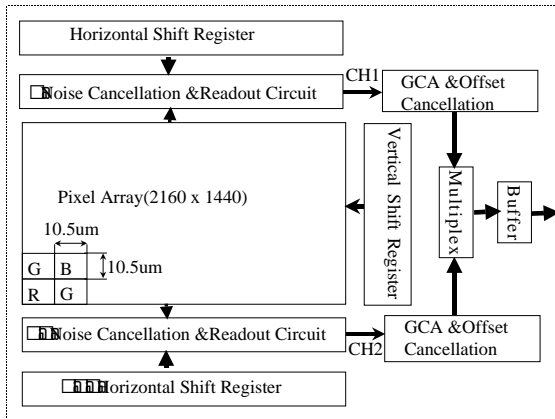 Horizontal Shift Register
Noise Cancellation &Readout Circuit
CH1
GCA &Offset
Cancellation
Pixel Array(2160 x 1440)
10.5um
10.5um
G B
R G
Vertical Shift Register
Multiplex
Buffer
Noise Cancellation &Readout Circuit
CH2
GCA &Offset
Cancellation
Horizontal Shift Register